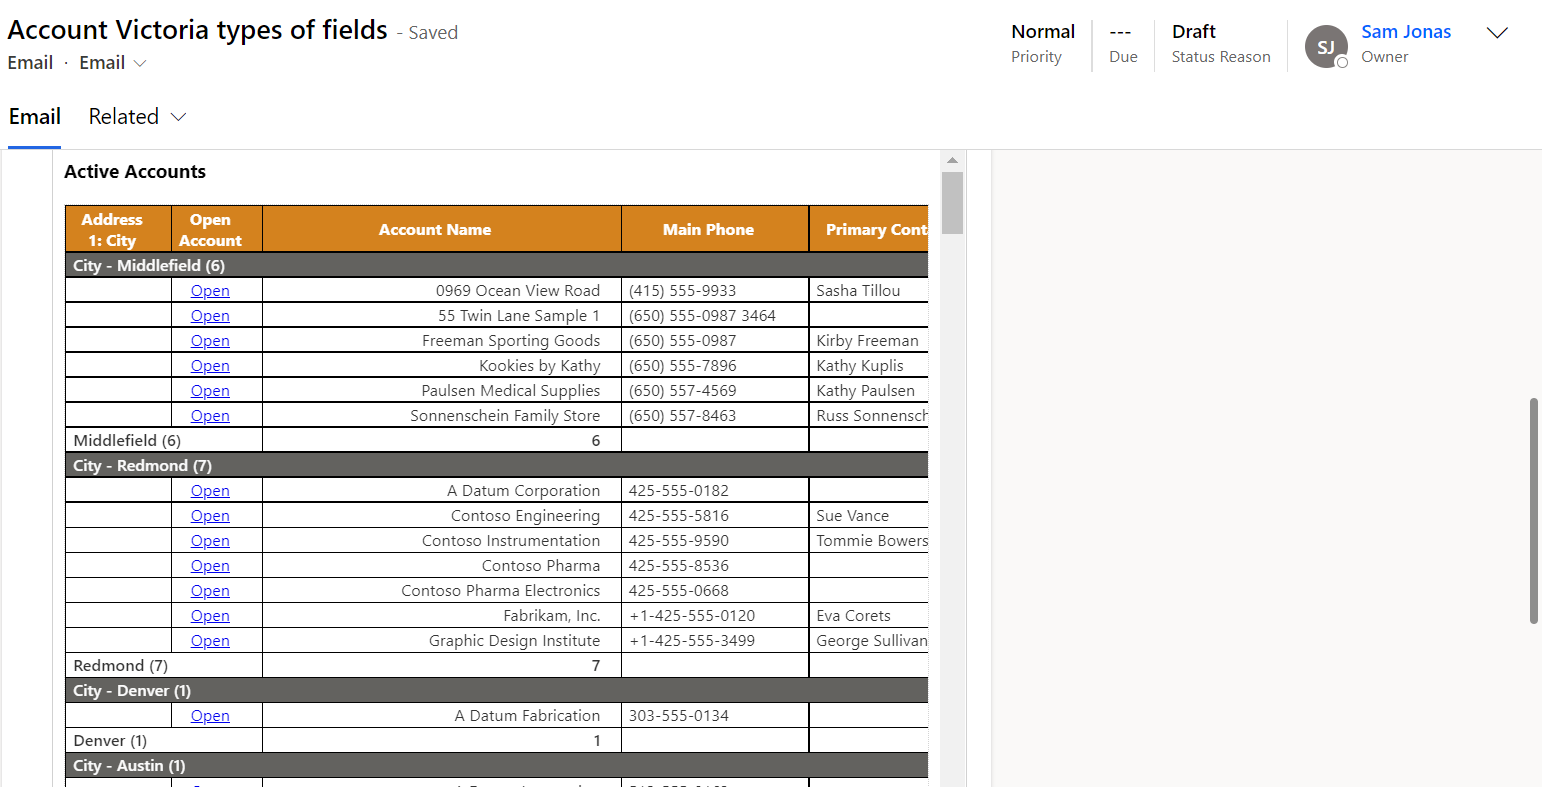 Account Victoria types of fields - Saved
Email · Email
Normal
Priority
---
Due
Draft
Status Reason
SJ
Sam Jonas
Owner
Email Related
Active Accounts
Address 1: City Open Account Account Name Main Phone Primary Cont
City - Middlefield (6)
Open 0969 Ocean View Road (415) 555-9933 Sasha Tillou
Open 55 Twin Lane Sample 1 (650) 555-0987 3464
Open Freeman Sporting Goods (650) 555-0987 Kirby Freeman
Open Kookies by Kathy (650) 555-7896 Kathy Kuplis
Open Paulsen Medical Supplies (650) 557-4569 Kathy Paulsen
Open Sonnenschein Family Store (650) 557-8463 Russ Sonnensch
Middlefield (6) 6
City - Redmond (7)
Open A Datum Corporation 425-555-0182
Open Contoso Engineering 425-555-5816 Sue Vance
Open Contoso Instrumentation 425-555-9590 Tommie Bowers
Open Contoso Pharma 425-555-8536
Open Contoso Pharma Electronics 425-555-0668
Open Fabrikam, Inc. +1-425-555-0120 Eva Corets
Open Graphic Design Institute +1-425-555-3499 George Sullivan
Redmond (7) 7
City - Denver (1)
Open A Datum Fabrication 303-555-0134
Denver (1) 1
City - Austin (1)